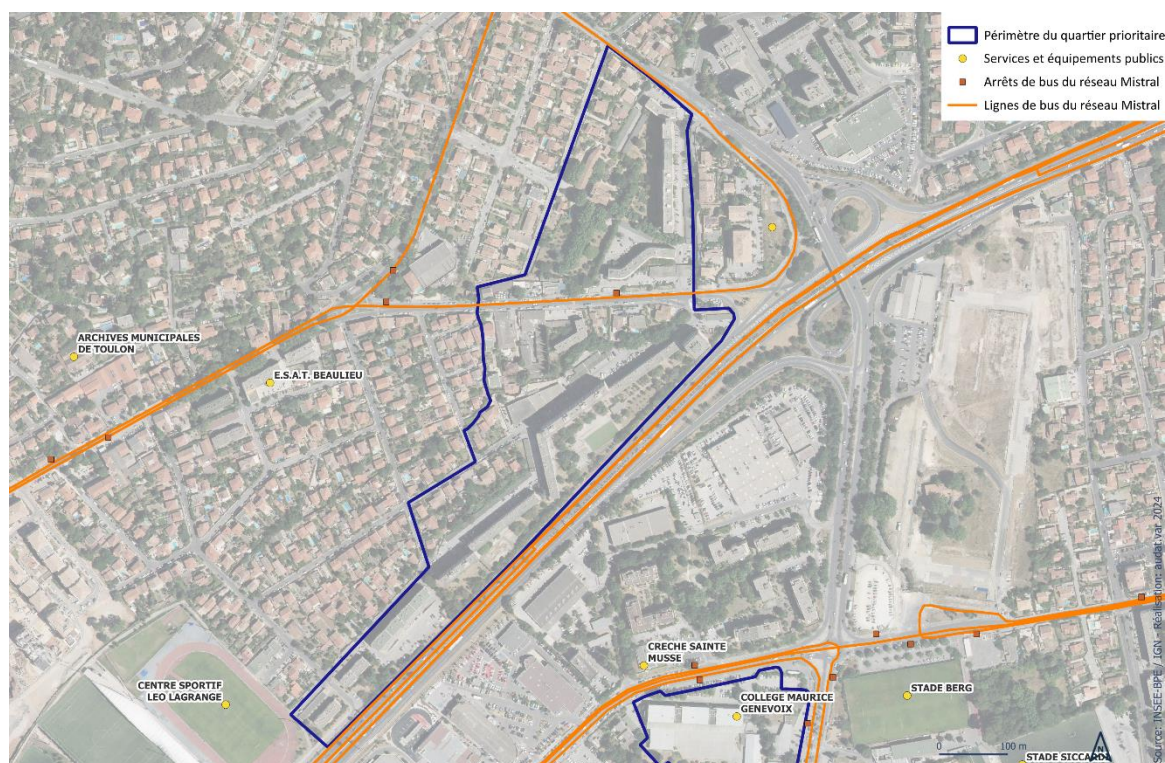 Périmètre du quartier prioritaire
Services et équipements publics
Arrêts de bus du réseau Mistral
Lignes de bus du réseau Mistral
ARCHIVES MUNICIPALES
DE TOULON
E.S.A.T. BEAULIEU
CRECHE SAINTE
MUSSE
CENTRE SPORTIF
LEO LAGRANGE
COLLEGE MAURICE
GENEVOIX
STADE BERG
0 100 m
N
STADE SICCARDI
Source: INSEE-BPE / IGN - Réalisation: audat.var 2024